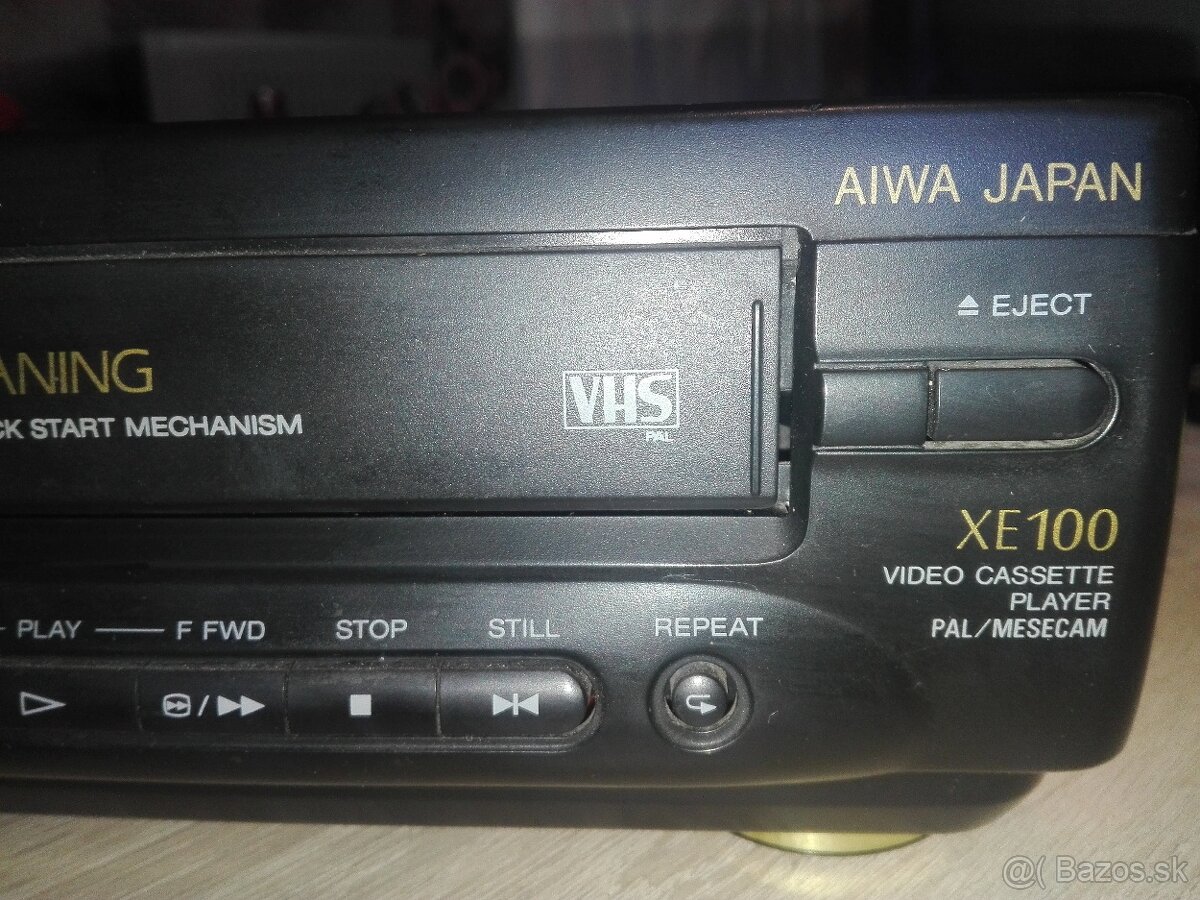 AIWA JAPAN
EJECT
ANING
CK START MECHANISM
VHS
PAL
XE100
VIDEO CASSETTE
PLAYER
PAL/MESECAM
PLAY F FWD STOP STILL REPEAT
@( Bazos.sk